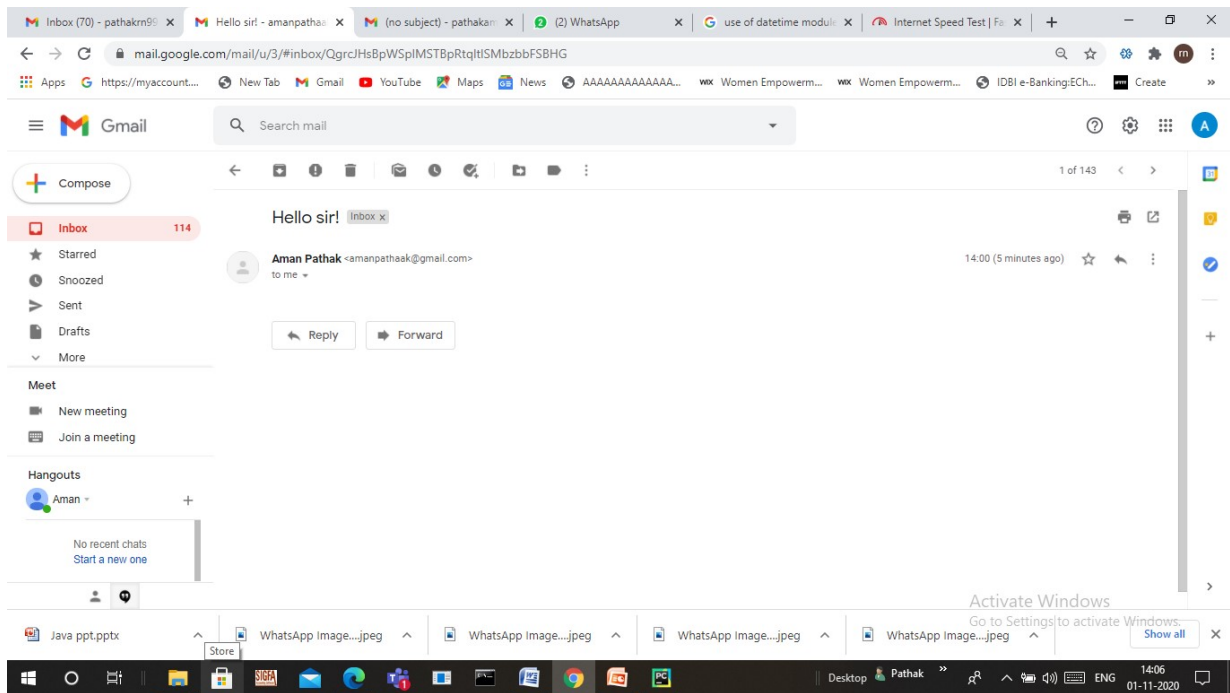 Inbox (70) - pathakrn99
Hello sir! - amanpathaa
(no subject) - pathakam
(2) WhatsApp
use of datetime module
Internet Speed Test | Fa
mail.google.com/mail/u/3/#inbox/QgrcJHsBpWSpIMSTBpRtqltlSMbzbbFSBHG
rn
Apps
https://myaccount....
New Tab
Gmail
YouTube
Maps
News
AAAAAAAAAAAAA...
WIX Women Empowerm...
WIX Women Empowerm...
IDBI e-Banking:ECh...
Create
Gmail
Search mail
A
Compose
1 of 143
Inbox 114
Starred
Snoozed
Sent
Drafts
More
Hello sir! Inbox x
Aman Pathak <amanpathaak@gmail.com>
14:00 (5 minutes ago)
to me
Reply
Forward
Meet
New meeting
Join a meeting
Hangouts
Aman
No recent chats
Start a new one
Activate Windows
Go to Settings to activate Windows.
Java ppt.pptx
WhatsApp Image....jpeg
WhatsApp Image....jpeg
WhatsApp Image....jpeg
WhatsApp Image....jpeg
Show all
Store
Desktop
Pathak
ENG
14:06
01-11-2020